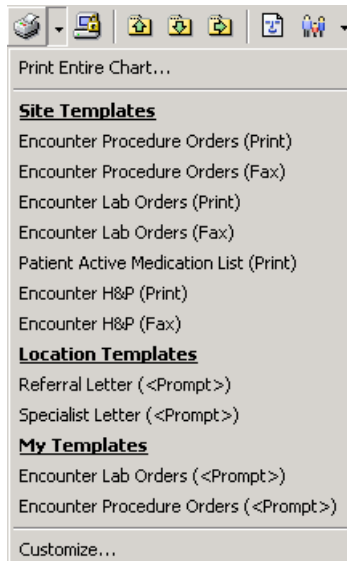 Print Entire Chart...
Site Templates
Encounter Procedure Orders (Print)
Encounter Procedure Orders (Fax)
Encounter Lab Orders (Print)
Encounter Lab Orders (Fax)
Patient Active Medication List (Print)
Encounter H&P (Print)
Encounter H&P (Fax)
Location Templates
Referral Letter (<Prompt>)
Specialist Letter (<Prompt>)
My Templates
Encounter Lab Orders (<Prompt>)
Encounter Procedure Orders (<Prompt>)
Customize...